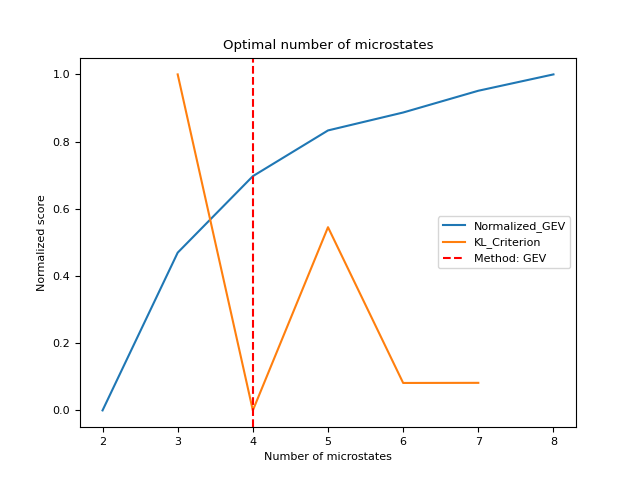 Optimal number of microstates
1.0
0.8
0.6
0.4
0.2
0.0
Normalized score
Normalized_GEV
KL_Criterion
Method: GEV
2 3 4 5 6 7 8
Number of microstates